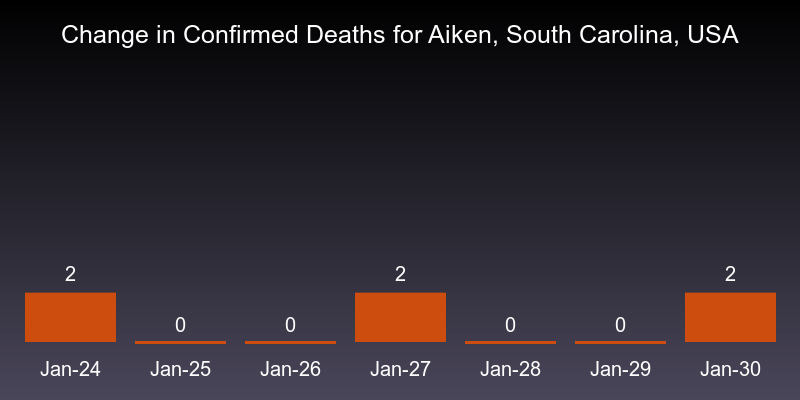 Change in Confirmed Deaths for Aiken, South Carolina, USA
2 0 0 2 0 0 2
Jan-24 Jan-25 Jan-26 Jan-27 Jan-28 Jan-29 Jan-30